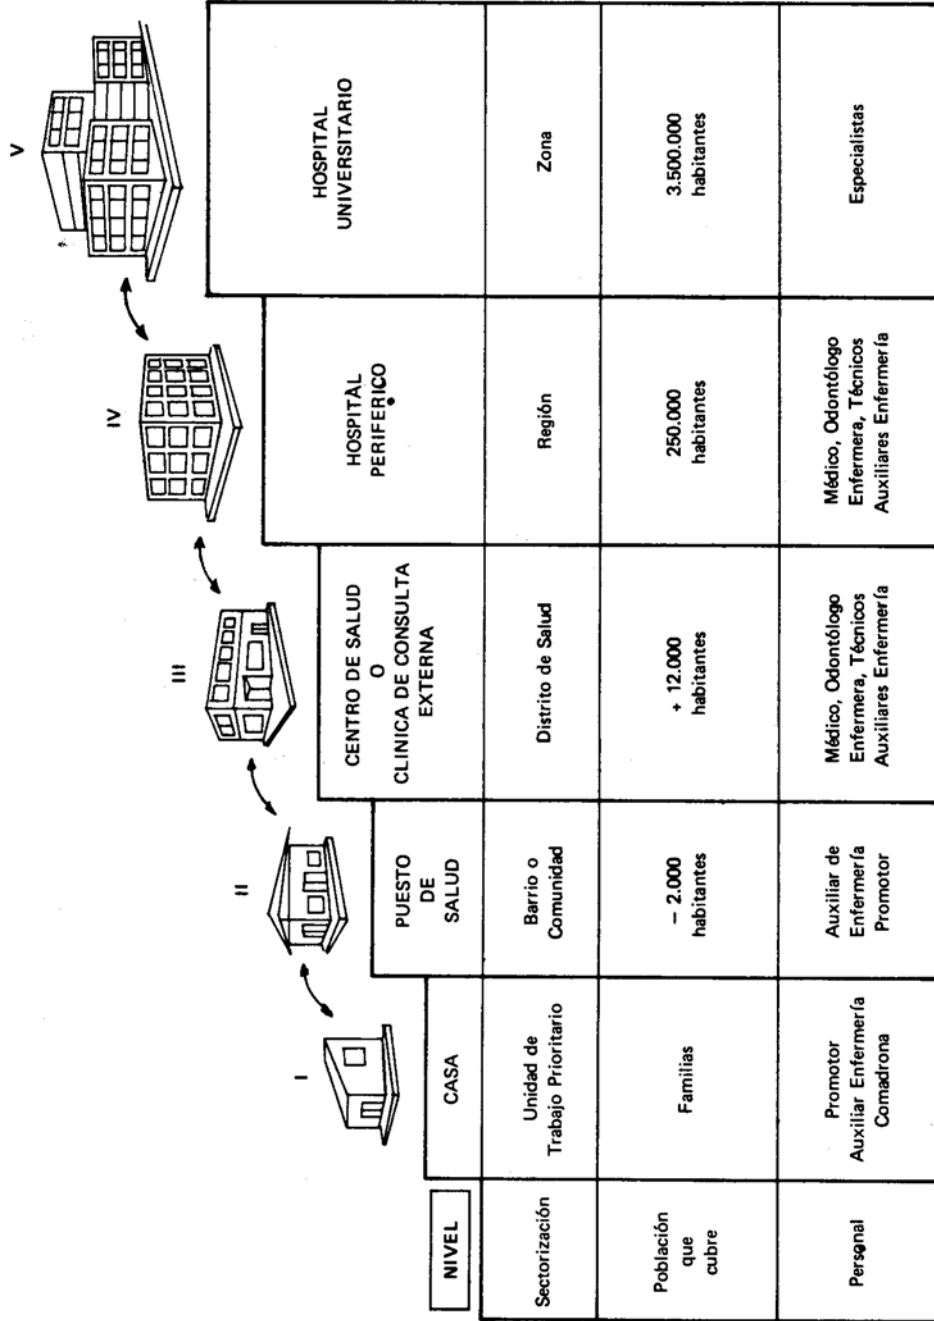 I
II
III
IV
V
NIVEL
CASA
PUESTO
DE
SALUD
CENTRO DE SALUD
O
CLINICA DE CONSULTA
EXTERNA
HOSPITAL
PERIFERICO
HOSPITAL
UNIVERSITARIO
Sectorización
Unidad de
Trabajo Prioritario
Barrio o
Comunidad
Distrito de Salud
Región
Zona
Población
que
cubre
Familias
– 2.000
habitantes
+ 12.000
habitantes
250.000
habitantes
3.500.000
habitantes
Personal
Promotor
Auxiliar Enfermería
Comadrona
Auxiliar de
Enfermería
Promotor
Médico, Odontólogo
Enfermera, Técnicos
Auxiliares Enfermería
Médico, Odontólogo
Enfermera, Técnicos
Auxiliares Enfermería
Especialistas